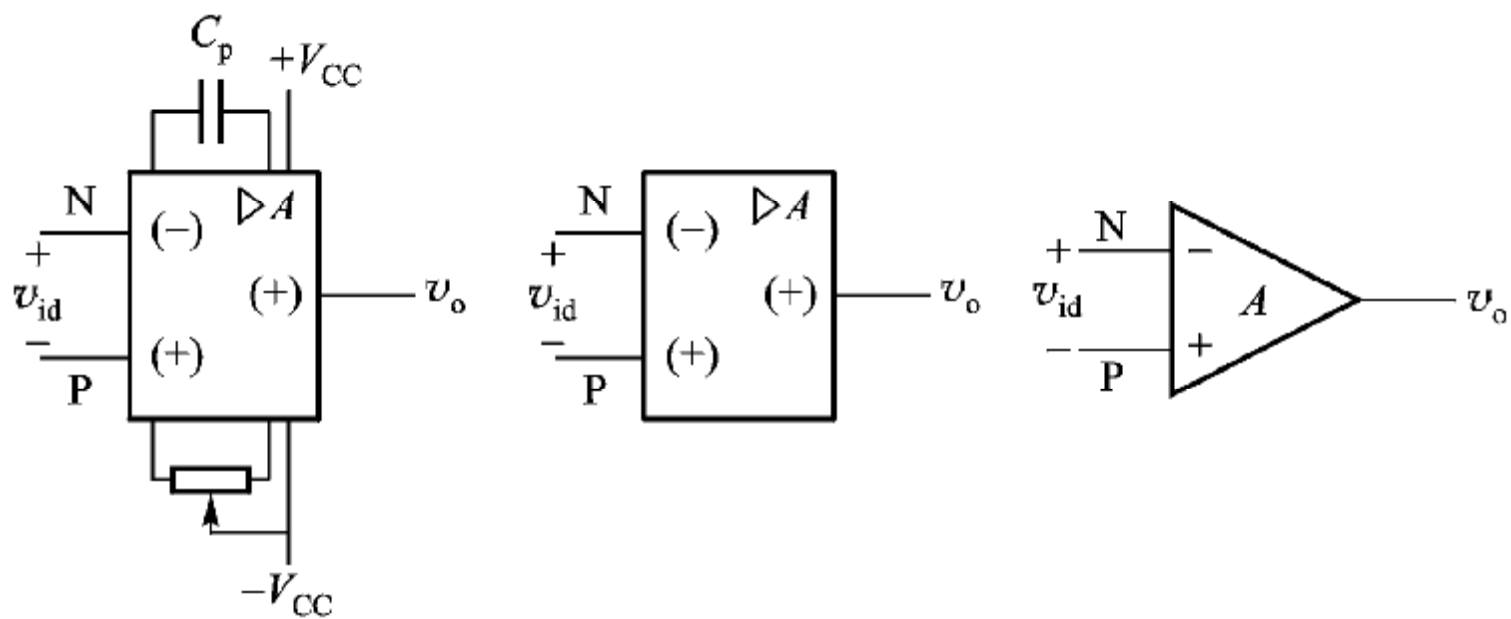 C_p
+V_CC
N
(−)
▷A
+
v_id
(+)
v_o
−
(+)
P
−V_CC
N
(−)
▷A
+
v_id
(+)
v_o
−
(+)
P
+
N
−
v_id
A
v_o
−
+
P